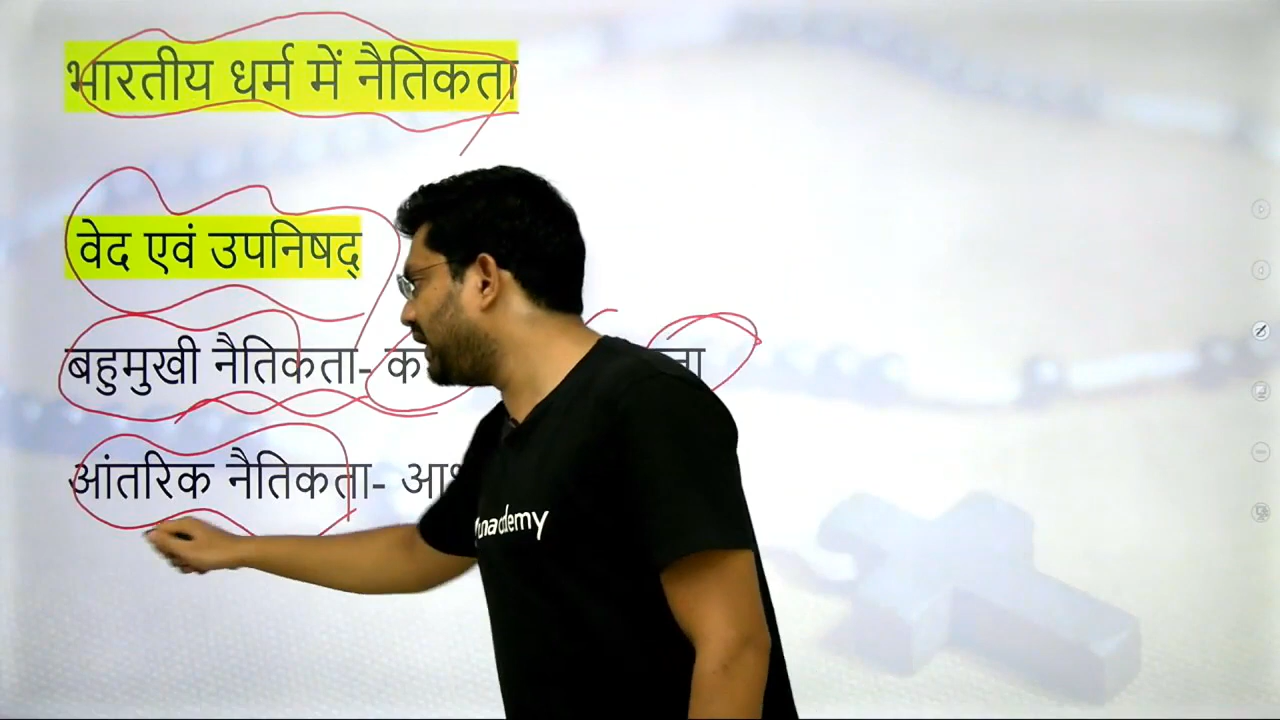 भारतीय धर्म में नैतिकता
वेद एवं उपनिषद्
बहुमुखी नैतिकता-
आंतरिक नैतिकता-
unacademy